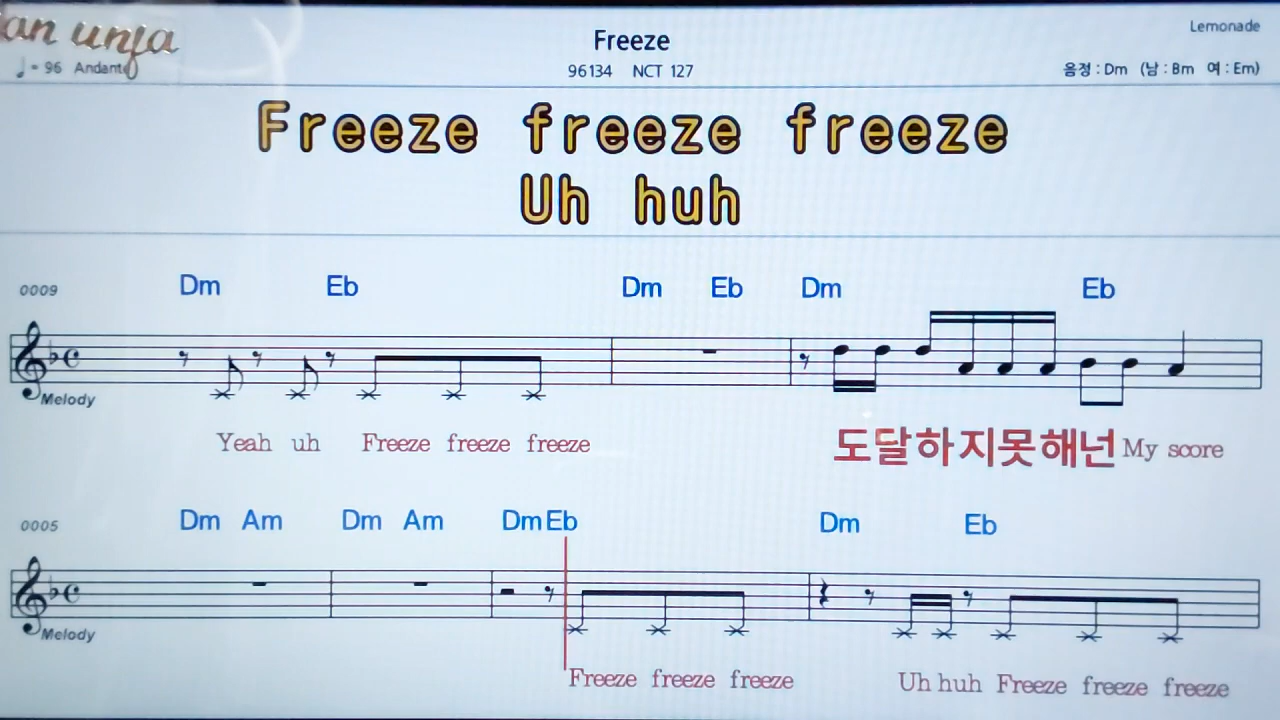 an unja
Freeze
Lemonade
♩= 96 Andante
96134 NCT 127
음정 : Dm (남 : Bm 여 : Em)
Freeze freeze freeze
Uh huh
0009 Dm Eb Dm Eb Dm Eb
Melody
Yeah uh Freeze freeze freeze 도달하지못해넌 My score
0005 Dm Am Dm Am Dm Eb Dm Eb
Melody
Freeze freeze freeze Uh huh Freeze freeze freeze